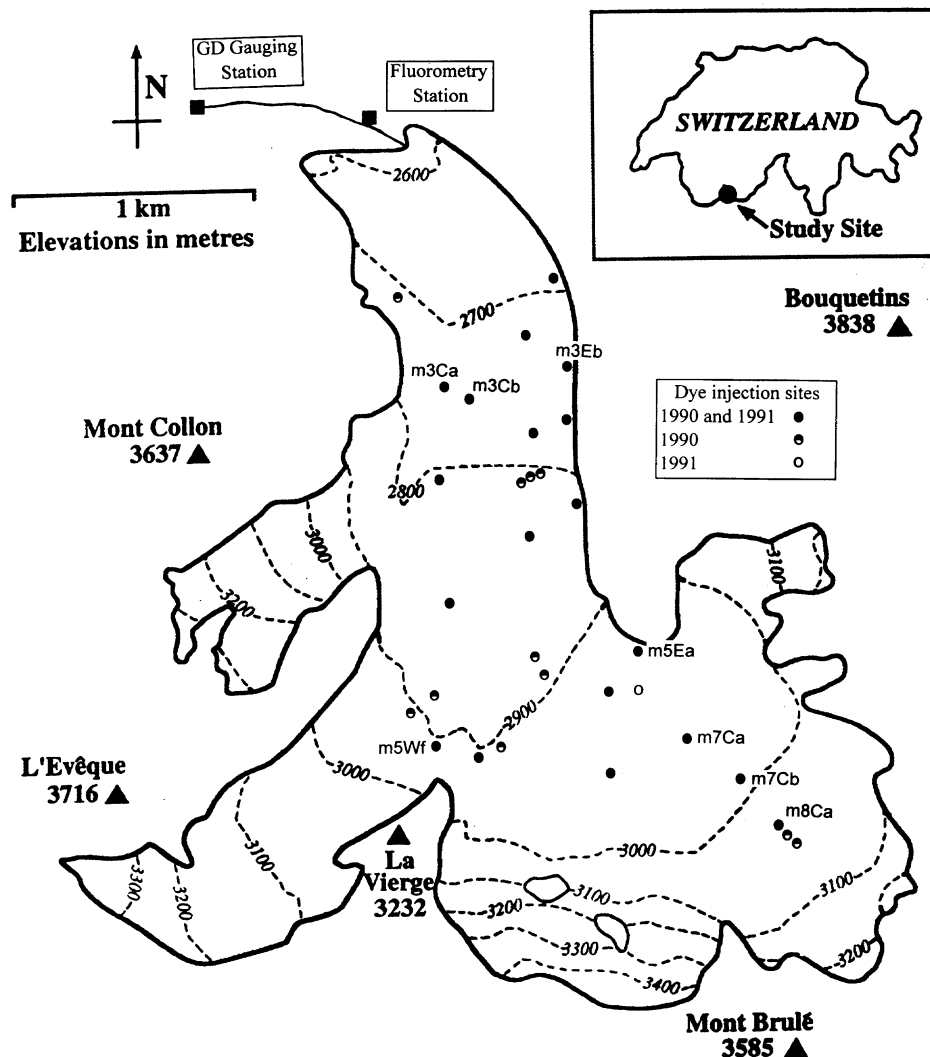 GD Gauging
Station
Fluorometry
Station
N
SWITZERLAND
Study Site
1 km
Elevations in metres
2600
2700
Bouquetins
3838
m3Eb
m3Ca
m3Cb
Dye injection sites
1990 and 1991
1990
1991
Mont Collon
3637
2800
3000
3200
3100
m5Ea
2900
m5Wf
m7Ca
m7Cb
m8Ca
L'Evêque
3716
3000
3100
3200
3300
La
Vierge
3232
3000
3100
3200
3300
3400
3100
3200
Mont Brulé
3585